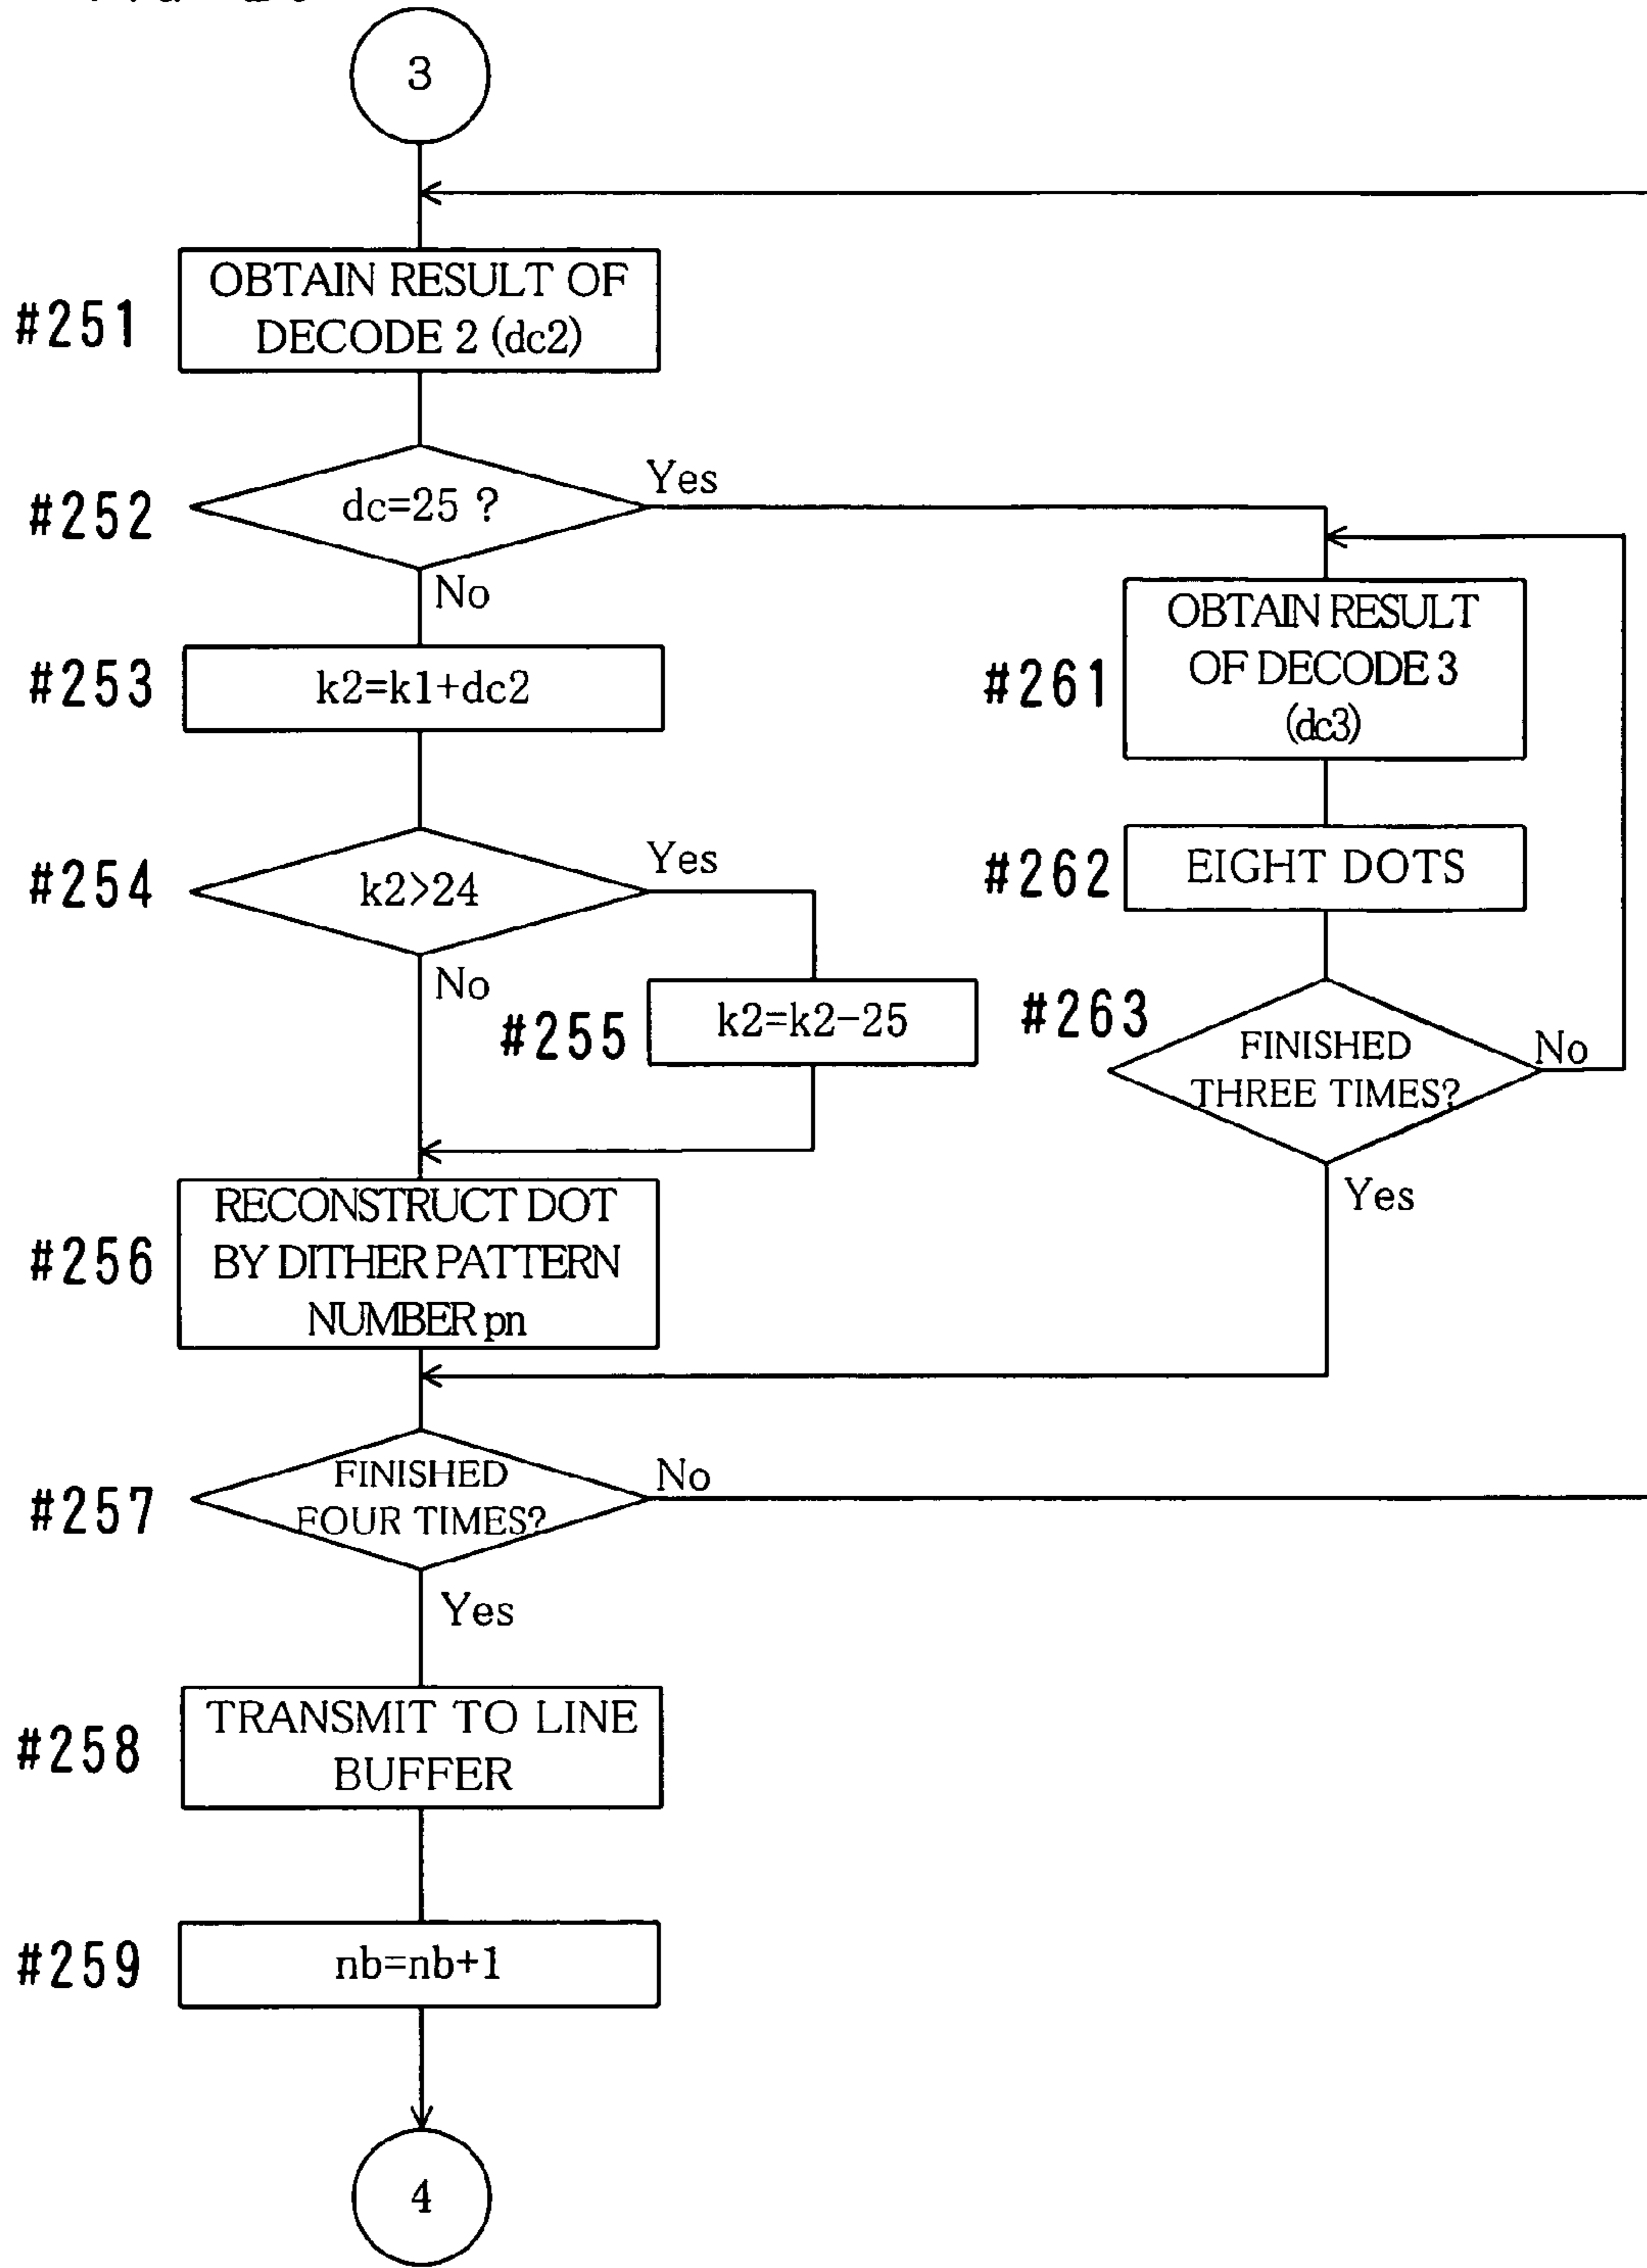 3
#251
OBTAIN RESULT OF
DECODE 2 (dc2)
#252
dc=25 ?
Yes
No
#253
k2=k1+dc2
#261
OBTAIN RESULT
OF DECODE 3
(dc3)
#254
k2>24
Yes
No
#262
EIGHT DOTS
#255
k2=k2-25
#263
FINISHED
THREE TIMES?
No
Yes
#256
RECONSTRUCT DOT
BY DITHER PATTERN
NUMBER pn
#257
FINISHED
FOUR TIMES?
No
Yes
#258
TRANSMIT TO LINE
BUFFER
#259
nb=nb+1
4